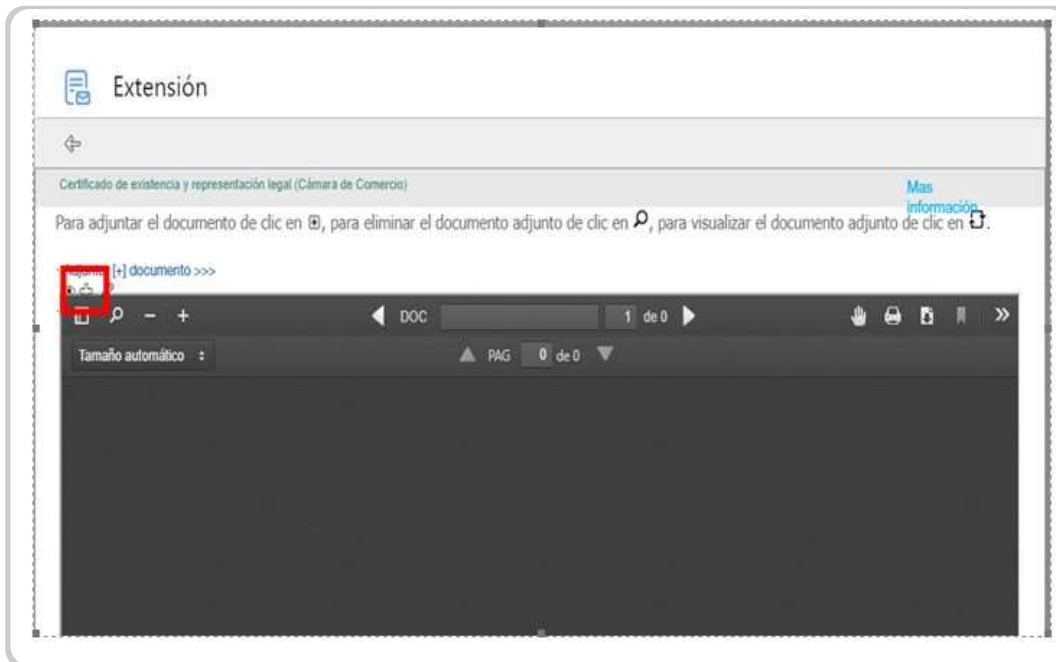 Extensión
Certificado de existencia y representación legal (Cámara de Comercio)
Mas
información
Para adjuntar el documento de clic en , para eliminar el documento adjunto de clic en , para visualizar el documento adjunto de clic en .
[+] documento >>>
DOC 1 de 0
Tamaño automático PAG 0 de 0